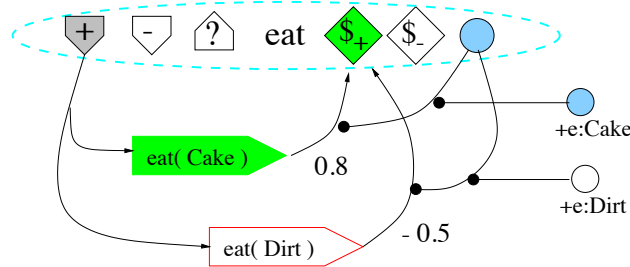 + - ? eat $+ $-
+e:Cake
eat( Cake )
0.8
+e:Dirt
eat( Dirt )
- 0.5